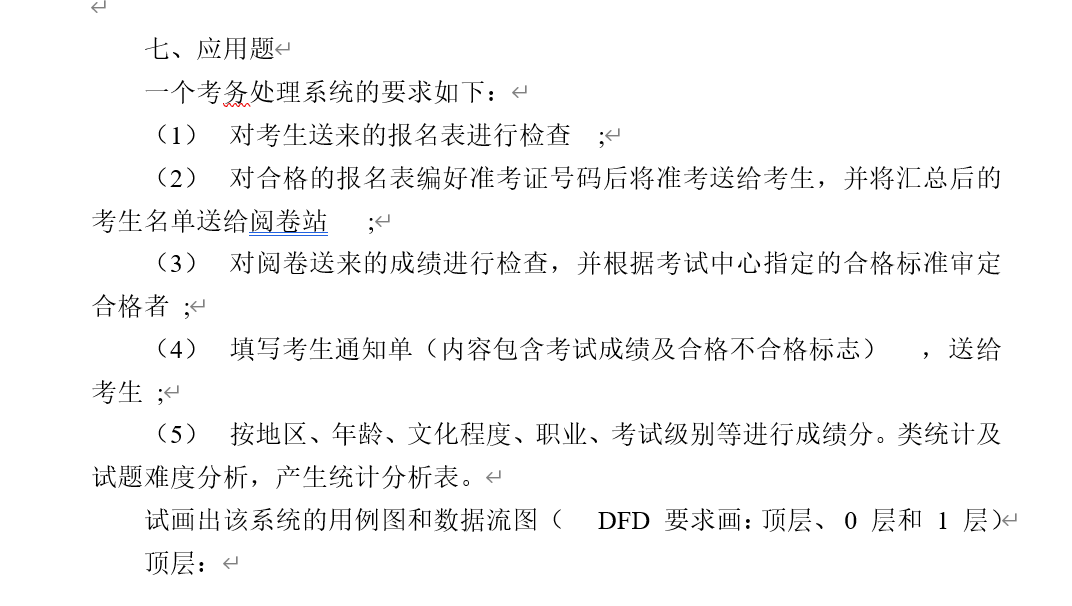 七、应用题
一个考务处理系统的要求如下：
（1） 对考生送来的报名表进行检查 ;
（2） 对合格的报名表编好准考证号码后将准考送给考生，并将汇总后的
考生名单送给阅卷站 ;
（3） 对阅卷送来的成绩进行检查，并根据考试中心指定的合格标准审定
合格者 ;
（4） 填写考生通知单（内容包含考试成绩及合格不合格标志） ，送给
考生 ;
（5） 按地区、年龄、文化程度、职业、考试级别等进行成绩分。类统计及
试题难度分析，产生统计分析表。
试画出该系统的用例图和数据流图（ DFD 要求画：顶层、0 层和 1 层）
顶层：